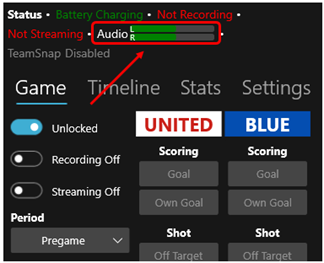 Status • Battery Charging • Not Recording •
Not Streaming • Audio L R •
TeamSnap Disabled
Game Timeline Stats Settings
Unlocked UNITED BLUE
Recording Off Scoring Scoring
Goal Goal
Streaming Off Own Goal Own Goal
Period
Pregame Shot Shot
Off Target Off Target